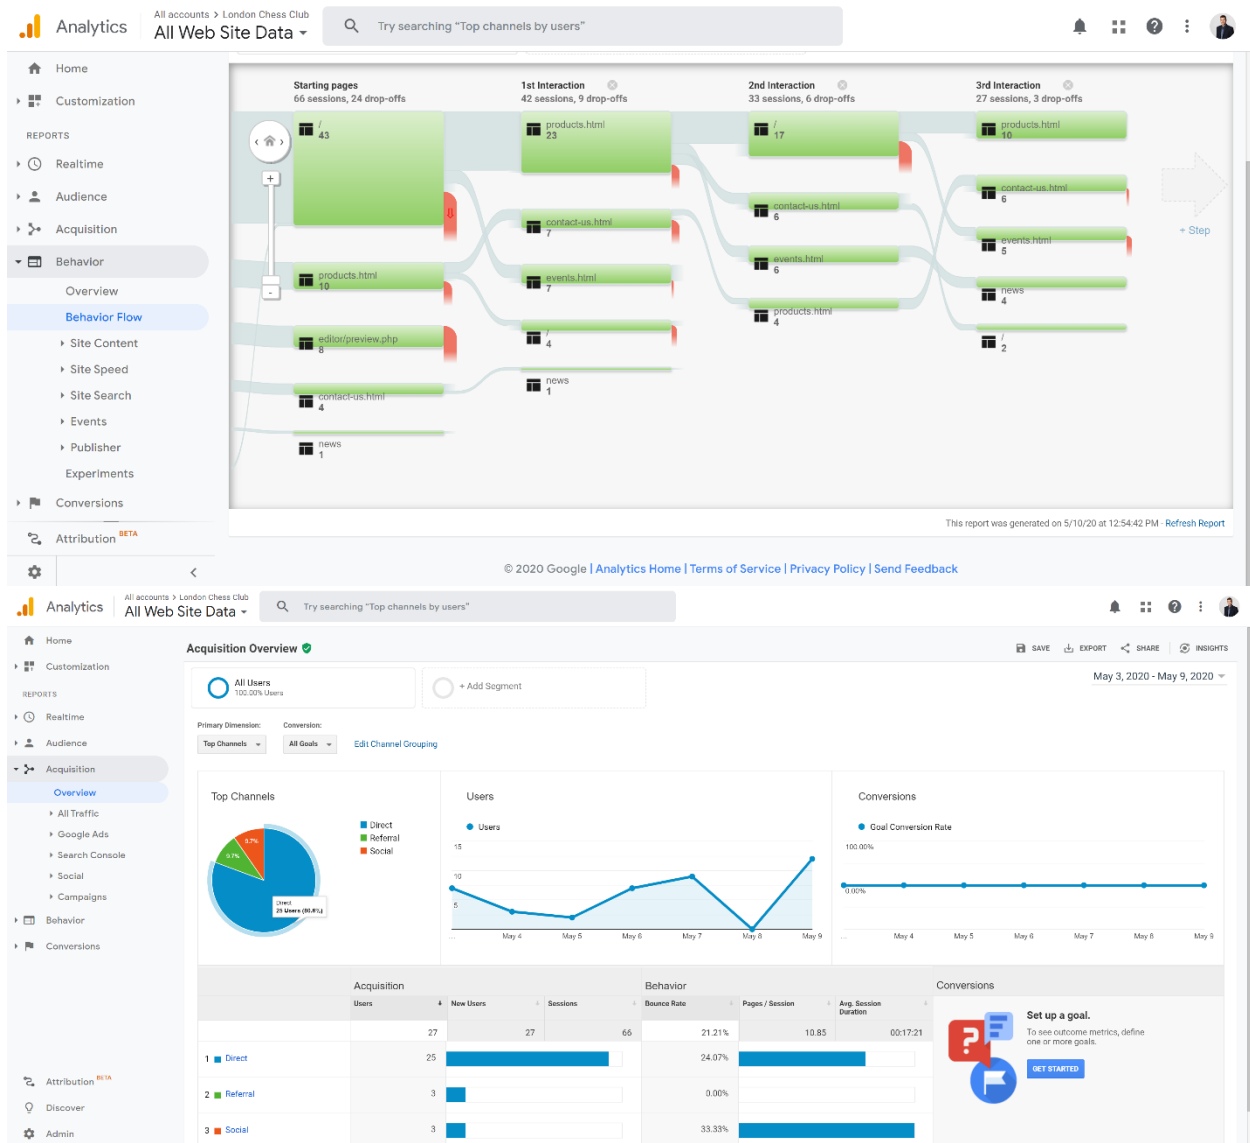 Analytics
All accounts > London Chess Club
All Web Site Data
Try searching “Top channels by users”
Home
Customization
REPORTS
Realtime
Audience
Acquisition
Behavior
Overview
Behavior Flow
Site Content
Site Speed
Site Search
Events
Publisher
Experiments
Conversions
Attribution BETA
Starting pages
66 sessions, 24 drop-offs
/
43
products.html
10
editor/preview.php
8
contact-us.html
4
news
1
1st Interaction
42 sessions, 9 drop-offs
products.html
23
contact-us.html
7
events.html
7
/
4
news
1
2nd Interaction
33 sessions, 6 drop-offs
/
17
contact-us.html
6
events.html
6
products.html
4
3rd Interaction
27 sessions, 3 drop-offs
products.html
10
contact-us.html
6
events.html
5
news
4
/
2
+ Step
+
-
This report was generated on 5/10/20 at 12:54:42 PM - Refresh Report
© 2020 Google | Analytics Home | Terms of Service | Privacy Policy | Send Feedback
Analytics
All accounts > London Chess Club
All Web Site Data
Try searching “Top channels by users”
Home
Customization
REPORTS
Realtime
Audience
Acquisition
Overview
All Traffic
Google Ads
Search Console
Social
Campaigns
Behavior
Conversions
Attribution BETA
Discover
Admin
Acquisition Overview
SAVE EXPORT SHARE INSIGHTS
All Users
100.00% Users
+ Add Segment
May 3, 2020 - May 9, 2020
Primary Dimension: Conversion:
Top Channels All Goals Edit Channel Grouping
Top Channels
Direct
Referral
Social
9.7%
9.7%
Direct
25 Users (80.6%)
Users
Users
15
10
5
... May 4 May 5 May 6 May 7 May 8 May 9
Conversions
Goal Conversion Rate
100.00%
0.00%
... May 4 May 5 May 6 May 7 May 8 May 9
Acquisition Behavior Conversions
Users New Users Sessions Bounce Rate Pages / Session Avg. Session Duration
27 27 66 21.21% 10.85 00:17:21
1 Direct 25 24.07%
2 Referral 3 0.00%
3 Social 3 33.33%
Set up a goal.
To see outcome metrics, define
one or more goals.
GET STARTED